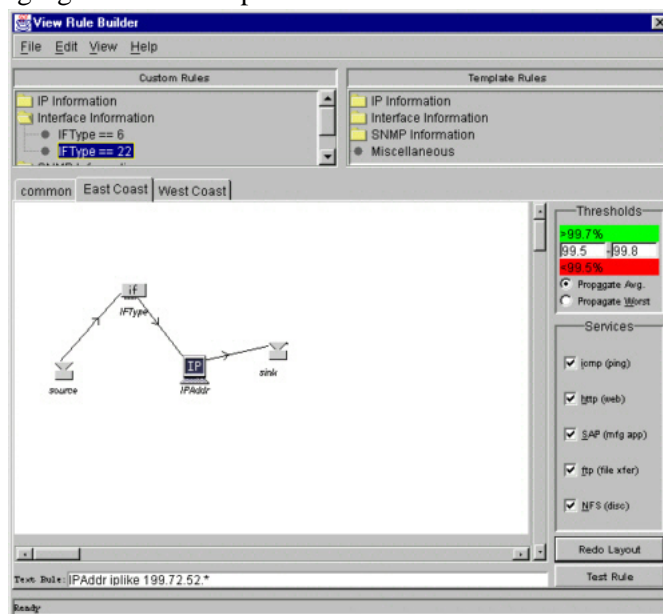 View Rule Builder
File Edit View Help
Custom Rules
Template Rules
IP Information
Interface Information
IFType == 6
IFType == 22
SNMP Information
IP Information
Interface Information
SNMP Information
Miscellaneous
common East Coast West Coast
if
IFType
source
IP
IPAddr
sink
Thresholds
>99.7%
99.5 - 99.8
<99.5%
Propagate Avg.
Propagate Worst
Services
icmp (ping)
http (web)
SAP (mfg app)
ftp (file xfer)
NFS (disc)
Redo Layout
Text Rule: IPAddr iplike 199.72.52.*
Test Rule
Ready